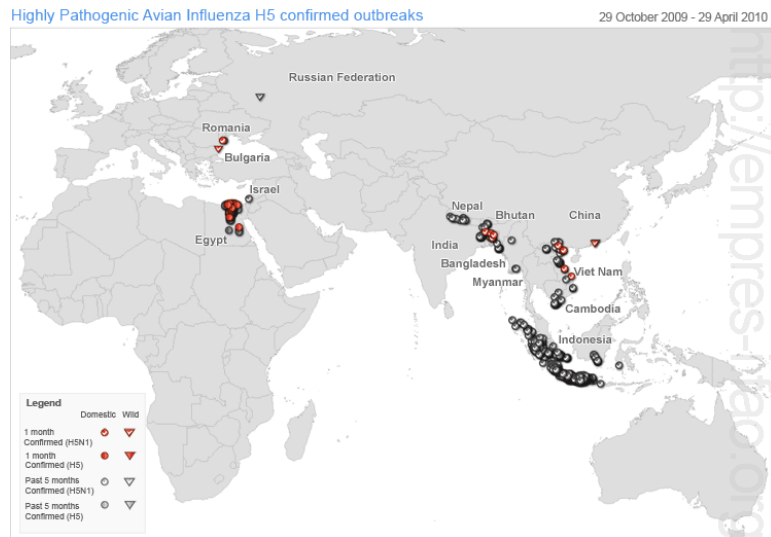 Highly Pathogenic Avian Influenza H5 confirmed outbreaks
29 October 2009 - 29 April 2010
Russian Federation
Romania
Bulgaria
Israel
Egypt
Nepal
Bhutan
China
India
Bangladesh
Myanmar
Viet Nam
Cambodia
Indonesia
Legend
Domestic Wild
1 month
Confirmed (H5N1)
1 month
Confirmed (H5)
Past 5 months
Confirmed (H5N1)
Past 5 months
Confirmed (H5)
http://empres-i.fao.org